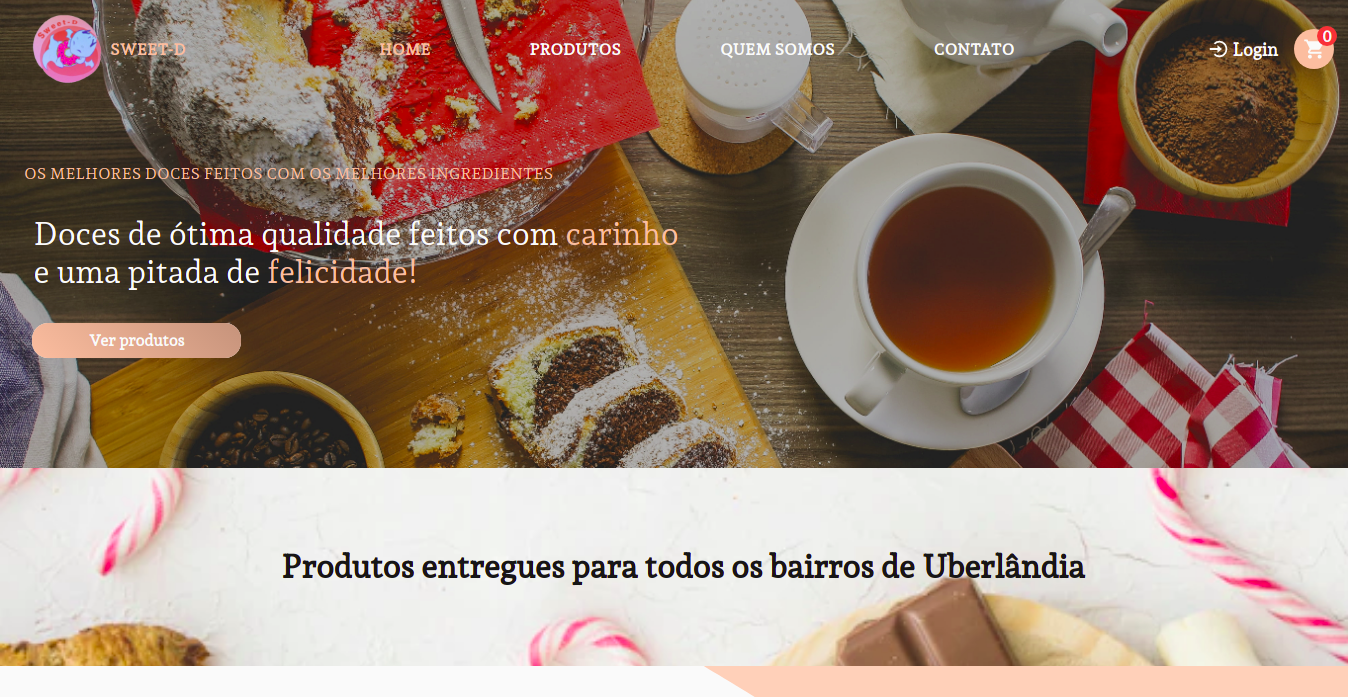 Sweet-D
SWEET-D
HOME
PRODUTOS
QUEM SOMOS
CONTATO
Login
0
OS MELHORES DOCES FEITOS COM OS MELHORES INGREDIENTES
Doces de ótima qualidade feitos com carinho
e uma pitada de felicidade!
Ver produtos
Produtos entregues para todos os bairros de Uberlândia